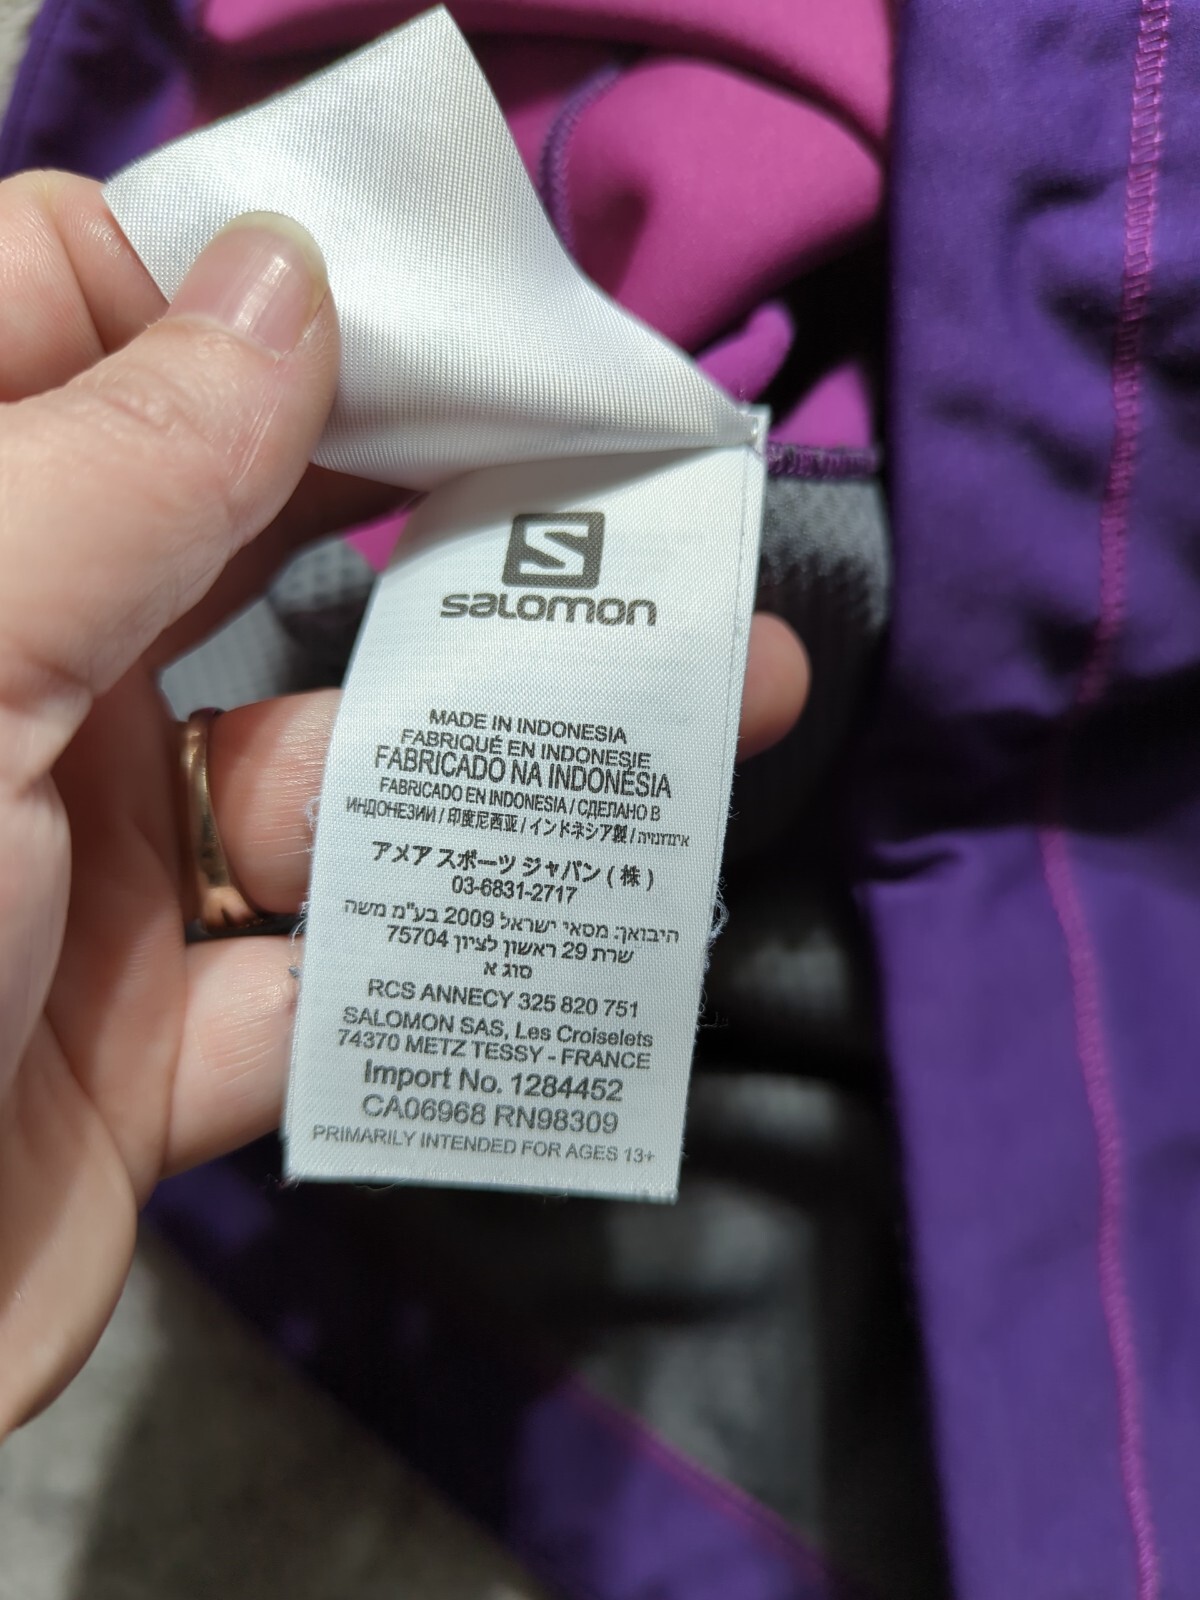 S
salomon
MADE IN INDONESIA
FABRIQUÉ EN INDONESIE
FABRICADO NA INDONÉSIA
FABRICADO EN INDONESIA / СДЕЛАНО В
ИНДОНЕЗИИ / 印度尼西亚 / インドネシア製 / אינדונזיה
アメア スポーツ ジャパン ( 株 )
03-6831-2717
היבואן: מסאי ישראל 2009 בע"מ משה
שרת 29 ראשון לציון 75704
סוג א
RCS ANNECY 325 820 751
SALOMON SAS, Les Croiselets
74370 METZ TESSY - FRANCE
Import No. 1284452
CA06968 RN98309
PRIMARILY INTENDED FOR AGES 13+